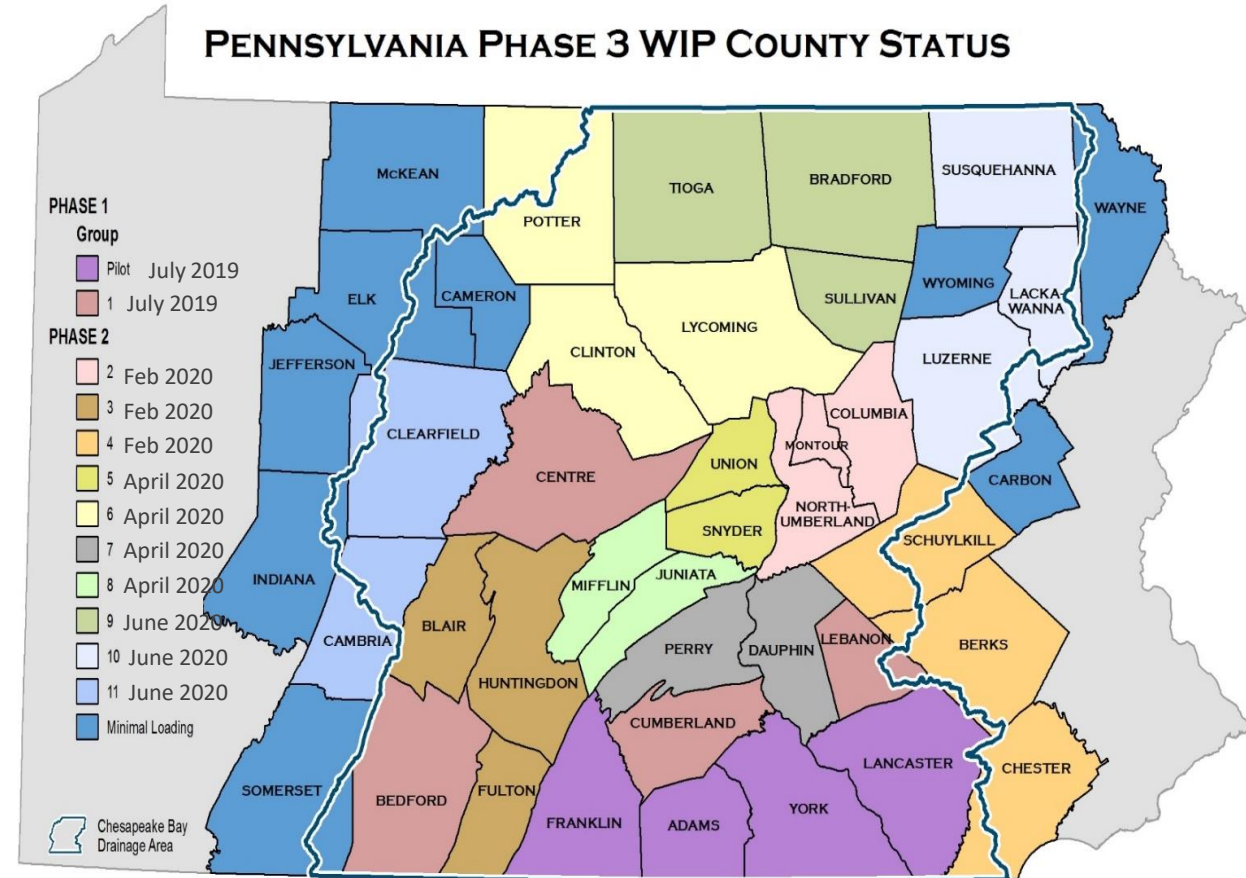 PENNSYLVANIA PHASE 3 WIP COUNTY STATUS
PHASE 1
Group
Pilot July 2019
1 July 2019
PHASE 2
2 Feb 2020
3 Feb 2020
4 Feb 2020
5 April 2020
6 April 2020
7 April 2020
8 April 2020
9 June 2020
10 June 2020
11 June 2020
Minimal Loading
Chesapeake Bay
Drainage Area
McKEAN
POTTER
TIOGA
BRADFORD
SUSQUEHANNA
WAYNE
ELK
CAMERON
WYOMING
LACKA-
WANNA
SULLIVAN
LYCOMING
CLINTON
JEFFERSON
LUZERNE
CLEARFIELD
COLUMBIA
MONTOUR
UNION
CENTRE
CARBON
NORTH-
UMBERLAND
SNYDER
SCHUYLKILL
INDIANA
MIFFLIN
JUNIATA
CAMBRIA
BLAIR
PERRY
DAUPHIN
LEBANON
BERKS
HUNTINGDON
CUMBERLAND
SOMERSET
BEDFORD
FULTON
FRANKLIN
ADAMS
YORK
LANCASTER
CHESTER